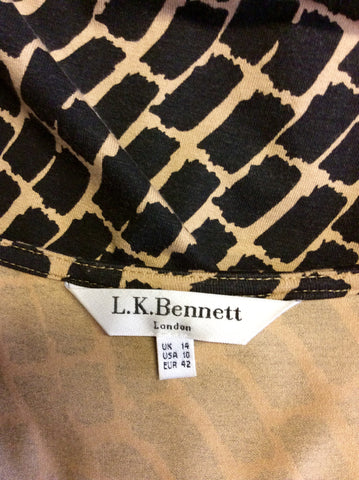 L.K.Bennett
London
UK 14
USA 10
EUR 42